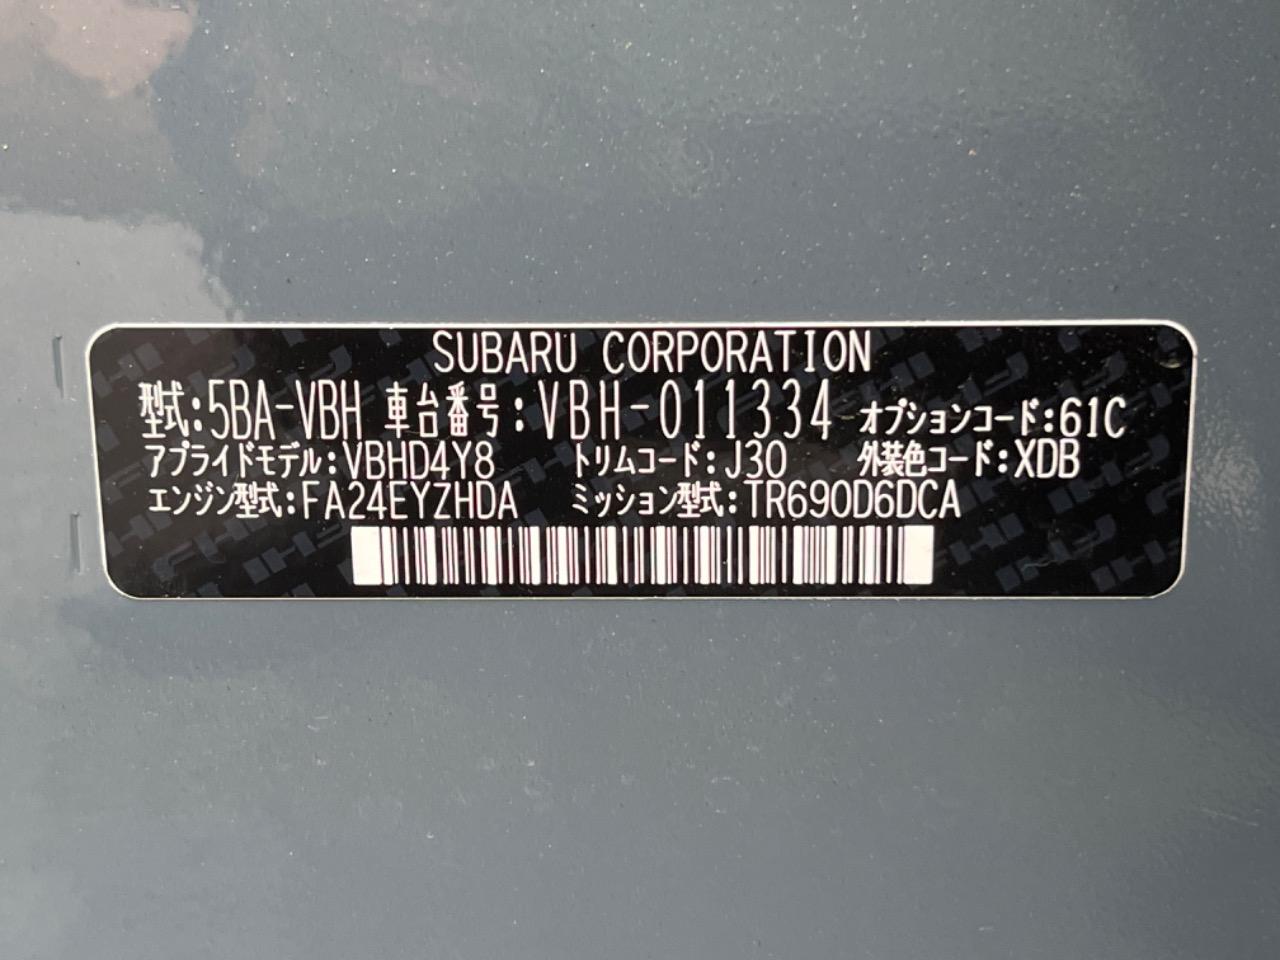 SUBARU CORPORATION
型式:5BA-VBH 車台番号:VBH-011334 オプションコード:61C
アプライドモデル:VBHD4Y8 トリムコード:J30 外装色コード:XDB
エンジン型式:FA24EYZHDA ミッション型式:TR690D6DCA